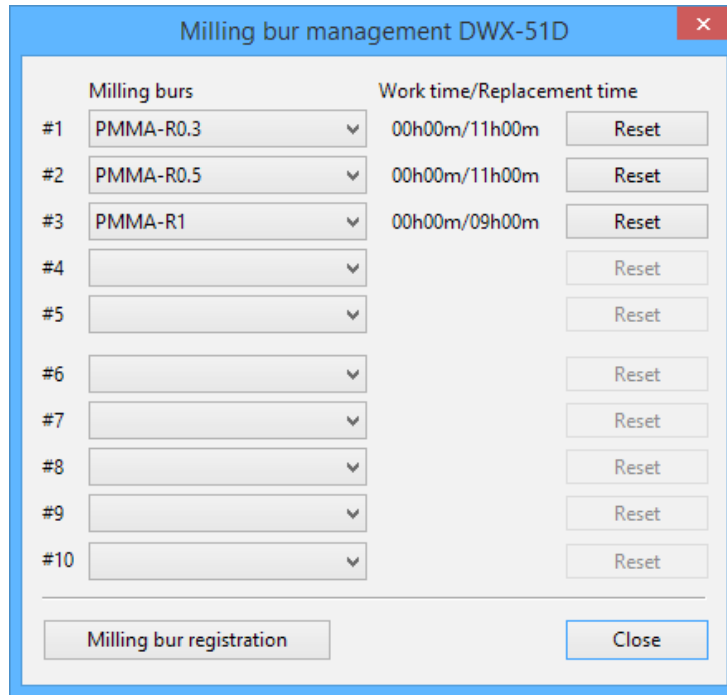 Milling bur management DWX-51D
Milling burs Work time/Replacement time
#1 PMMA-R0.3 00h00m/11h00m Reset
#2 PMMA-R0.5 00h00m/11h00m Reset
#3 PMMA-R1 00h00m/09h00m Reset
#4 Reset
#5 Reset
#6 Reset
#7 Reset
#8 Reset
#9 Reset
#10 Reset
Milling bur registration Close